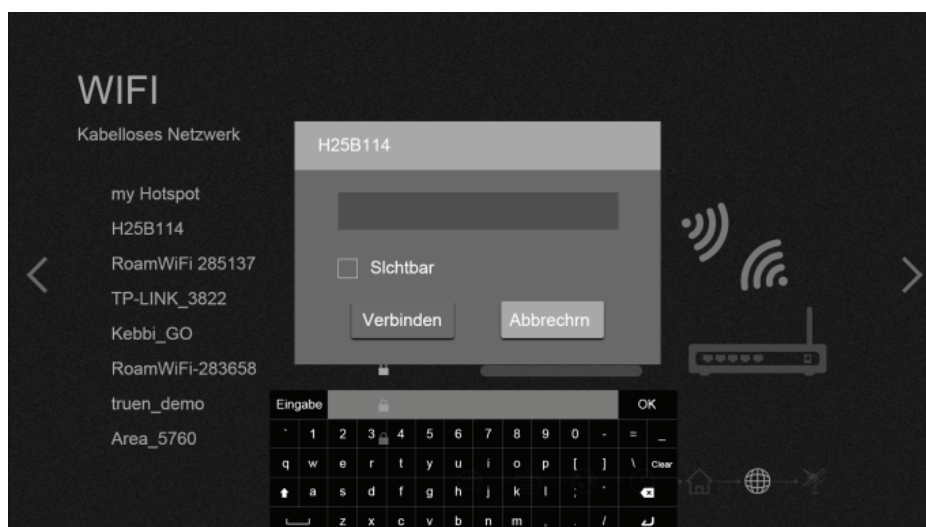 WIFI
Kabelloses Netzwerk
my Hotspot
H25B114
RoamWiFi 285137
TP-LINK_3822
Kebbi_GO
RoamWiFi-283658
truen_demo
Area_5760
H25B114
SIchtbar
Verbinden Abbrechrn
Eingabe OK
` 1 2 3 4 5 6 7 8 9 0 - = _
q w e r t y u i o p [ ] \ Clear
a s d f g h j k l ; `
z x c v b n m , . /